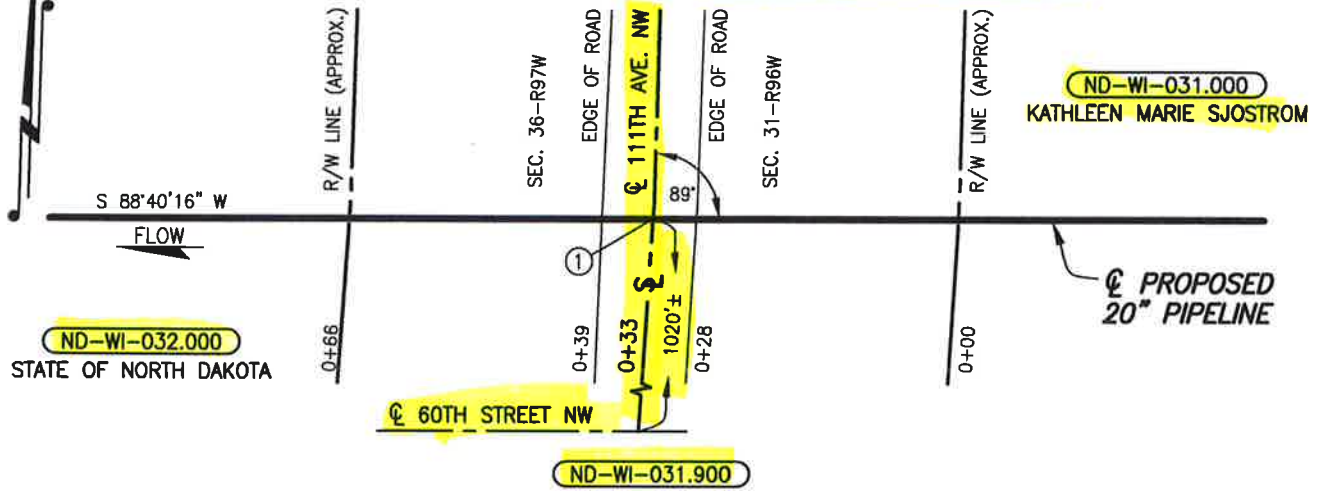 R/W LINE (APPROX.)
SEC. 36-R97W
EDGE OF ROAD
℄ 111TH AVE. NW
EDGE OF ROAD
SEC. 31-R96W
R/W LINE (APPROX.)
ND-WI-031.000
KATHLEEN MARIE SJOSTROM
S 88°40'16" W
89°
FLOW
1
℄ PROPOSED
20" PIPELINE
ND-WI-032.000
STATE OF NORTH DAKOTA
0+66
0+39
0+33
1020'±
0+28
0+00
℄ 60TH STREET NW
ND-WI-031.900